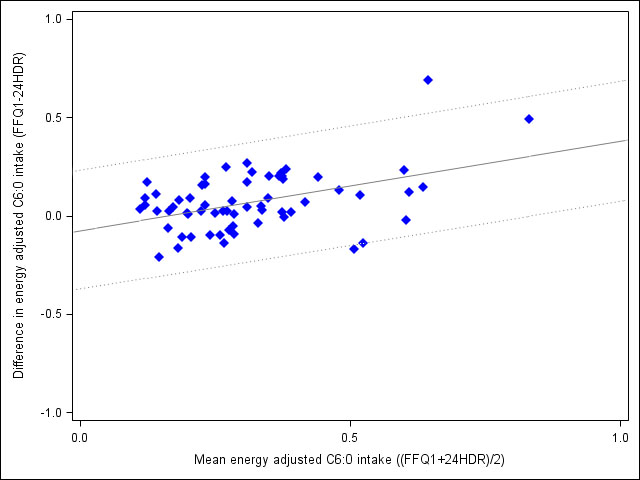 Difference in energy adjusted C6:0 intake (FFQ1-24HDR)
1.0
0.5
0.0
-0.5
-1.0
0.0 0.5 1.0
Mean energy adjusted C6:0 intake ((FFQ1+24HDR)/2)